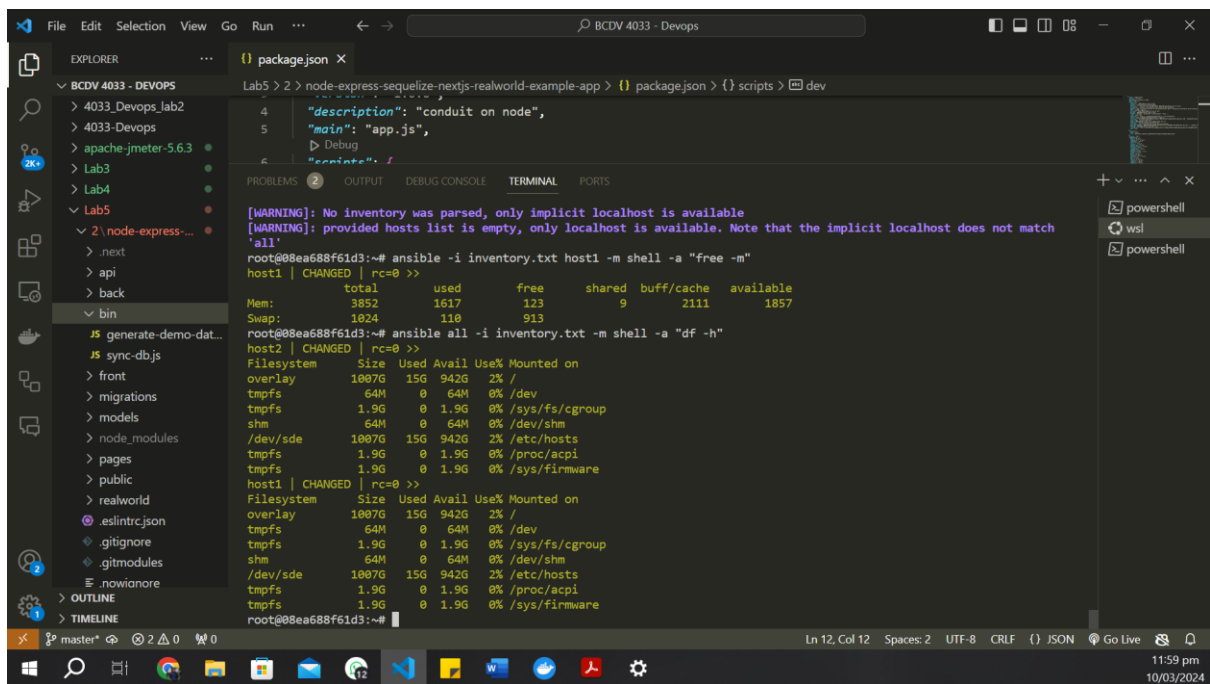 File Edit Selection View Go Run ··· BCDV 4033 - Devops
EXPLORER ···
BCDV 4033 - DEVOPS
4033_Devops_lab2
4033-Devops
apache-jmeter-5.6.3
Lab3
Lab4
Lab5
2 \ node-express-...
.next
api
back
bin
JS generate-demo-dat...
JS sync-db.js
front
migrations
models
node_modules
pages
public
realworld
.eslintrc.json
.gitignore
.gitmodules
.nowignore
OUTLINE
TIMELINE
2K+
2
1
{} package.json ×
Lab5 > 2 > node-express-sequelize-nextjs-realworld-example-app > {} package.json > {} scripts > dev
4 "description": "conduit on node",
5 "main": "app.js",
Debug
6 "scripts": {
PROBLEMS 2 OUTPUT DEBUG CONSOLE TERMINAL PORTS
[WARNING]: No inventory was parsed, only implicit localhost is available
[WARNING]: provided hosts list is empty, only localhost is available. Note that the implicit localhost does not match
'all'
root@08ea688f61d3:~# ansible -i inventory.txt host1 -m shell -a "free -m"
host1 | CHANGED | rc=0 >>
total used free shared buff/cache available
Mem: 3852 1617 123 9 2111 1857
Swap: 1024 110 913
root@08ea688f61d3:~# ansible all -i inventory.txt -m shell -a "df -h"
host2 | CHANGED | rc=0 >>
Filesystem Size Used Avail Use% Mounted on
overlay 1007G 15G 942G 2% /
tmpfs 64M 0 64M 0% /dev
tmpfs 1.9G 0 1.9G 0% /sys/fs/cgroup
shm 64M 0 64M 0% /dev/shm
/dev/sde 1007G 15G 942G 2% /etc/hosts
tmpfs 1.9G 0 1.9G 0% /proc/acpi
tmpfs 1.9G 0 1.9G 0% /sys/firmware
host1 | CHANGED | rc=0 >>
Filesystem Size Used Avail Use% Mounted on
overlay 1007G 15G 942G 2% /
tmpfs 64M 0 64M 0% /dev
tmpfs 1.9G 0 1.9G 0% /sys/fs/cgroup
shm 64M 0 64M 0% /dev/shm
/dev/sde 1007G 15G 942G 2% /etc/hosts
tmpfs 1.9G 0 1.9G 0% /proc/acpi
tmpfs 1.9G 0 1.9G 0% /sys/firmware
root@08ea688f61d3:~#
powershell
wsl
powershell
master* 2 0 0 Ln 12, Col 12 Spaces: 2 UTF-8 CRLF {} JSON Go Live
11:59 pm
10/03/2024